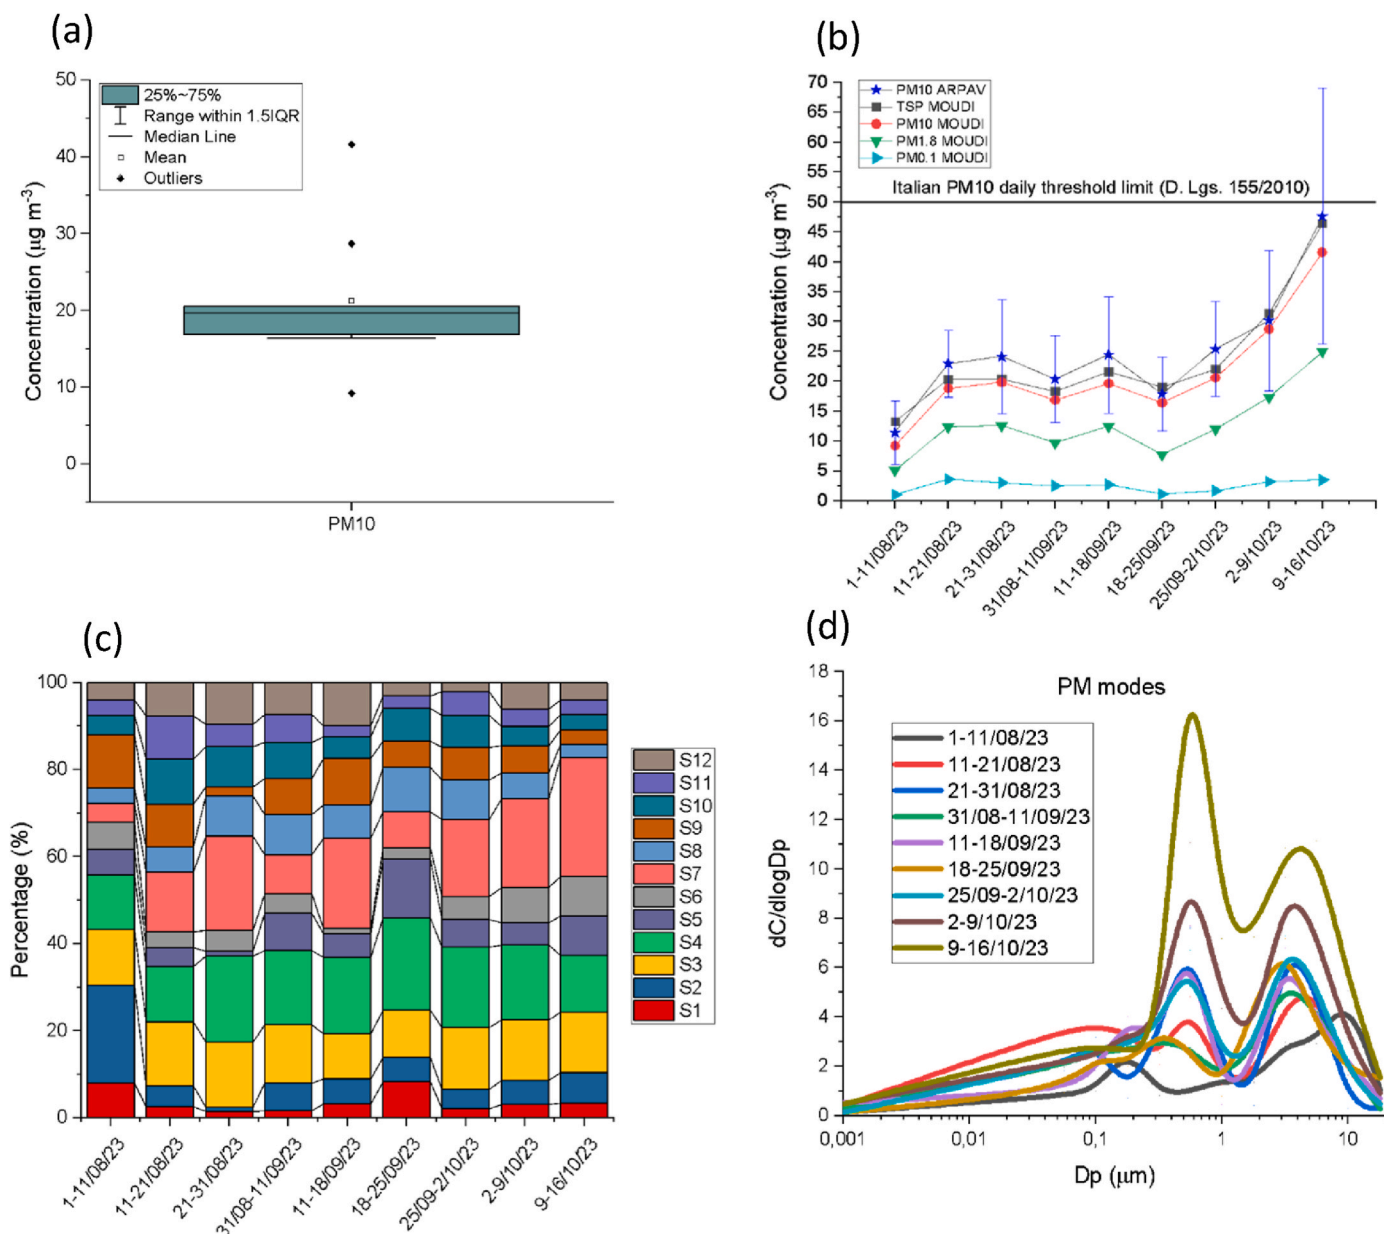 (a)
50
40
30
20
10
0
Concentration (µg m-3)
25%~75%
Range within 1.5IQR
Median Line
Mean
Outliers
PM10
(b)
70
65
60
55
50
45
40
35
30
25
20
15
10
5
0
Concentration (µg m-3)
PM10 ARPAV
TSP MOUDI
PM10 MOUDI
PM1.8 MOUDI
PM0.1 MOUDI
Italian PM10 daily threshold limit (D. Lgs. 155/2010)
1-11/08/23
11-21/08/23
21-31/08/23
31/08-11/09/23
11-18/09/23
18-25/09/23
25/09-2/10/23
2-9/10/23
9-16/10/23
(c)
100
80
60
40
20
0
Percentage (%)
S12
S11
S10
S9
S8
S7
S6
S5
S4
S3
S2
S1
1-11/08/23
11-21/08/23
21-31/08/23
31/08-11/09/23
11-18/09/23
18-25/09/23
25/09-2/10/23
2-9/10/23
9-16/10/23
(d)
18
16
14
12
10
8
6
4
2
0
dC/dlogDp
PM modes
1-11/08/23
11-21/08/23
21-31/08/23
31/08-11/09/23
11-18/09/23
18-25/09/23
25/09-2/10/23
2-9/10/23
9-16/10/23
0,001
0,01
0,1
1
10
Dp (µm)